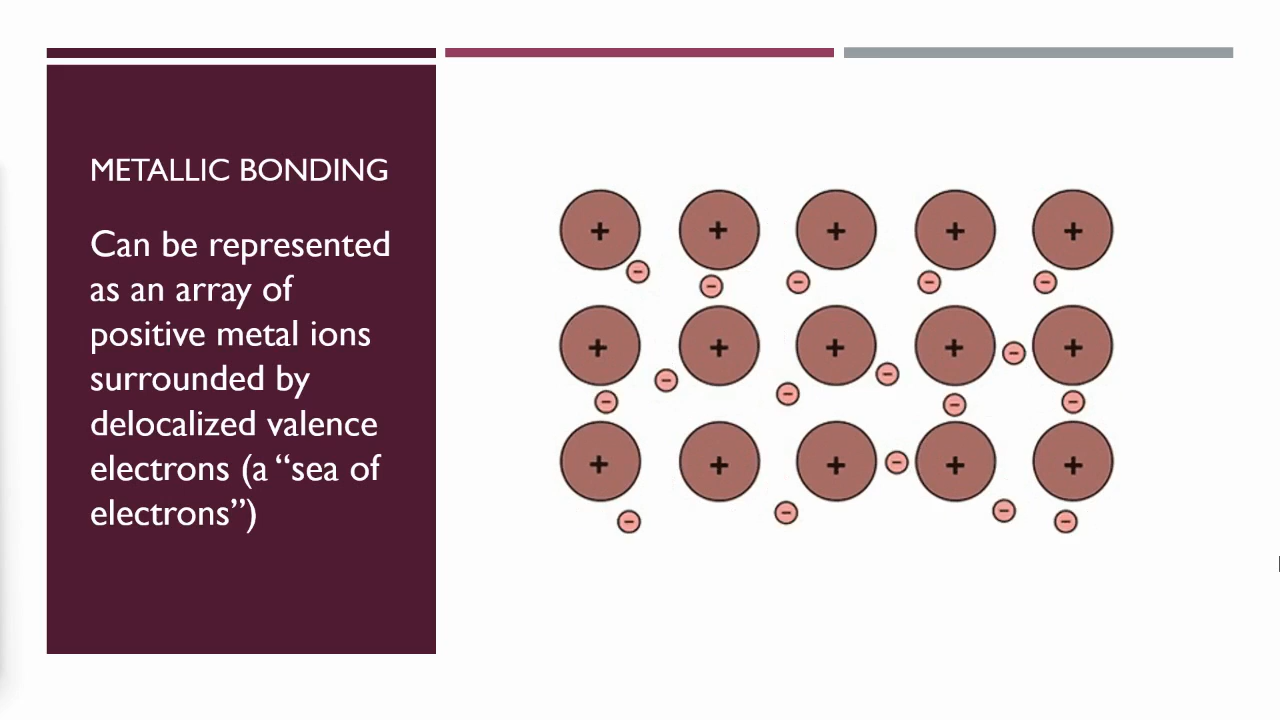 METALLIC BONDING
Can be represented
as an array of
positive metal ions
surrounded by
delocalized valence
electrons (a “sea of
electrons”)
+ + + + +
− − − − −
+ + + + +
−
− − −
− − −
+ + + + +
−
− − − −